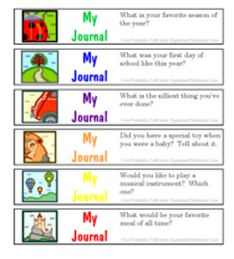 My
Journal
What is your favorite season of
the year?
My
Journal
What was your first day of
school like this year?
My
Journal
What is the silliest thing you've
ever done?
My
Journal
Did you have a special toy when
you were a baby? Tell about it.
My
Journal
Would you like to play a
musical instrument? Which
one?
My
Journal
What would be your favorite
meal of all time?